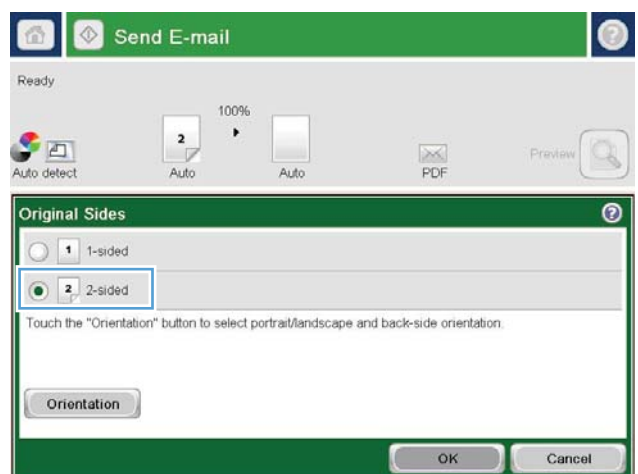 Send E-mail
Ready
100%
2
Auto detect
Auto
Auto
PDF
Preview
Original Sides
1 1-sided
2 2-sided
Touch the "Orientation" button to select portrait/landscape and back-side orientation.
Orientation
OK Cancel